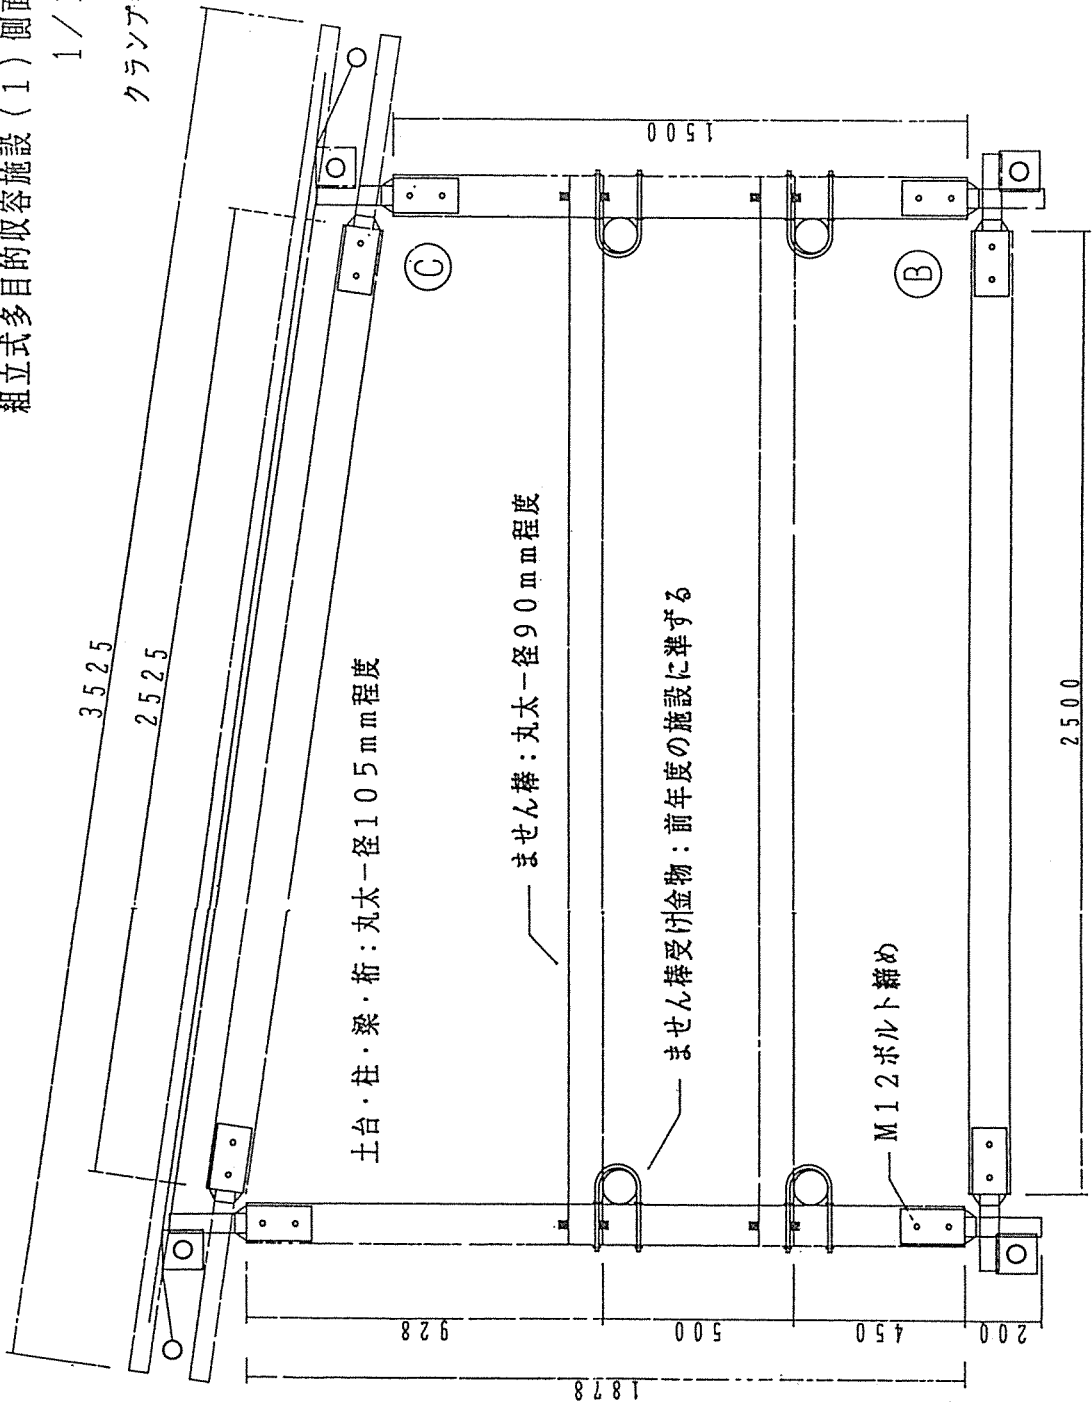 組立式多目的収容施設（1）側面
1／
クランプ
3525
2525
1500
C
土台・柱・梁・桁：丸太－径105mm程度
ません棒：丸太－径90mm程度
ません棒受け金物：前年度の施設に準ずる
B
M12ボルト締め
928
500
450
200
1878
2500